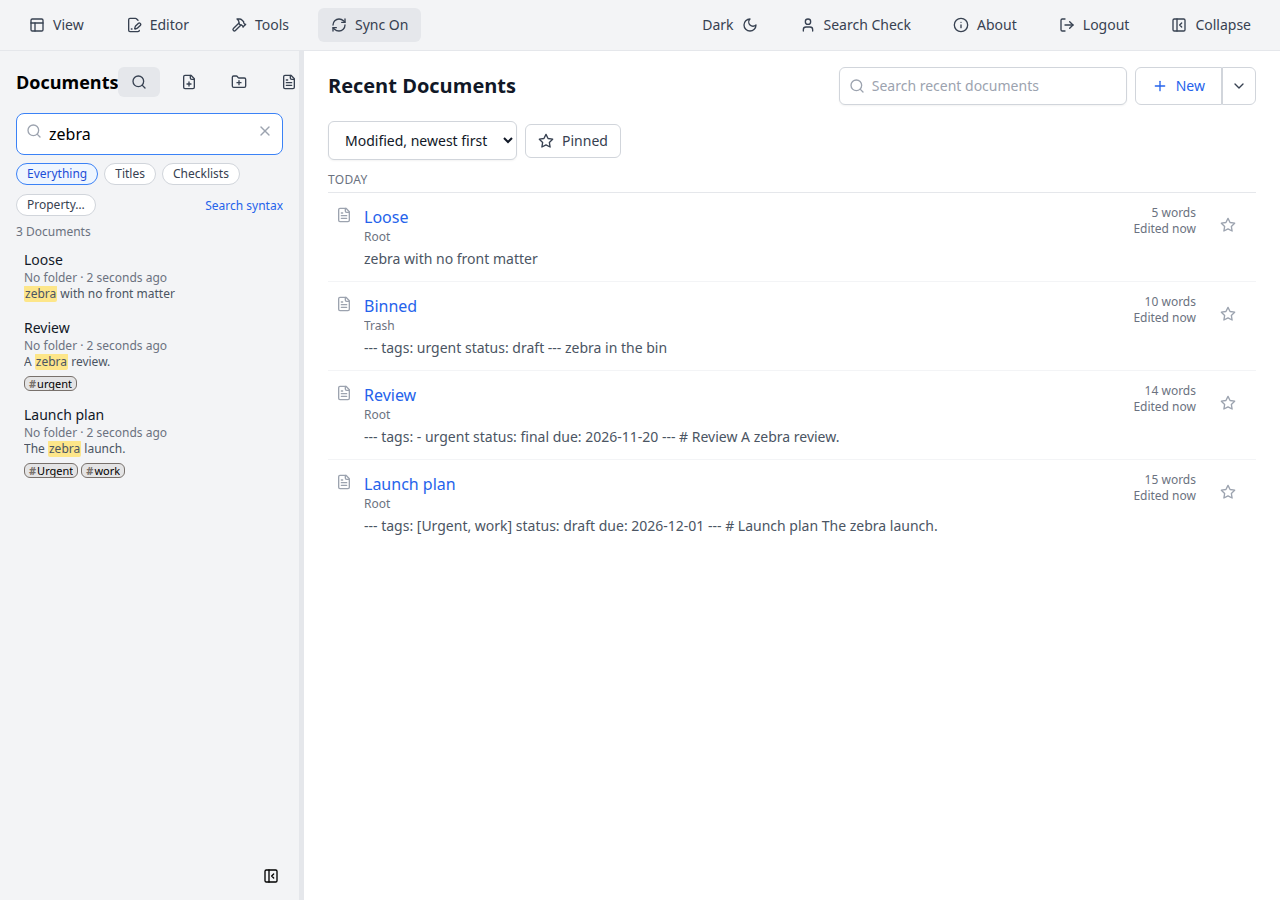 View
Editor
Tools
Sync On
Dark
Search Check
About
Logout
Collapse
Documents
zebra
Everything
Titles
Checklists
Property...
Search syntax
3 Documents
Loose
No folder · 2 seconds ago
zebra with no front matter
Review
No folder · 2 seconds ago
A zebra review.
#urgent
Launch plan
No folder · 2 seconds ago
The zebra launch.
#Urgent #work
Recent Documents
Search recent documents
New
Modified, newest first
Pinned
TODAY
Loose
Root
zebra with no front matter
5 words
Edited now
Binned
Trash
--- tags: urgent status: draft --- zebra in the bin
10 words
Edited now
Review
Root
--- tags: - urgent status: final due: 2026-11-20 --- # Review A zebra review.
14 words
Edited now
Launch plan
Root
--- tags: [Urgent, work] status: draft due: 2026-12-01 --- # Launch plan The zebra launch.
15 words
Edited now